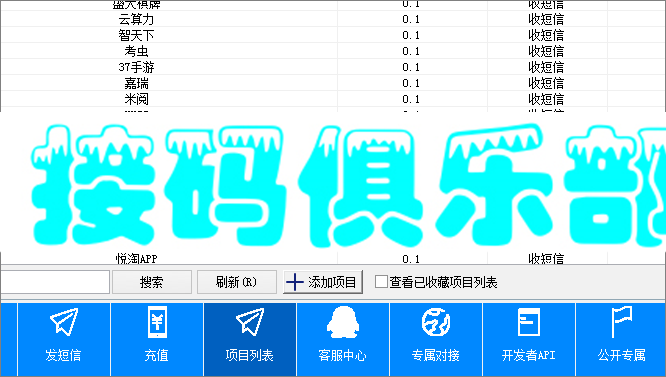 盛大棋牌 0.1 收短信
云算力 0.1 收短信
智天下 0.1 收短信
考虫 0.1 收短信
37手游 0.1 收短信
嘉瑞 0.1 收短信
米阅 0.1 收短信
接码俱乐部
悦淘APP 0.1 收短信
搜索 刷新(R) 添加项目 查看已收藏项目列表
发短信 充值 项目列表 客服中心 专属对接 开发者API 公开专属